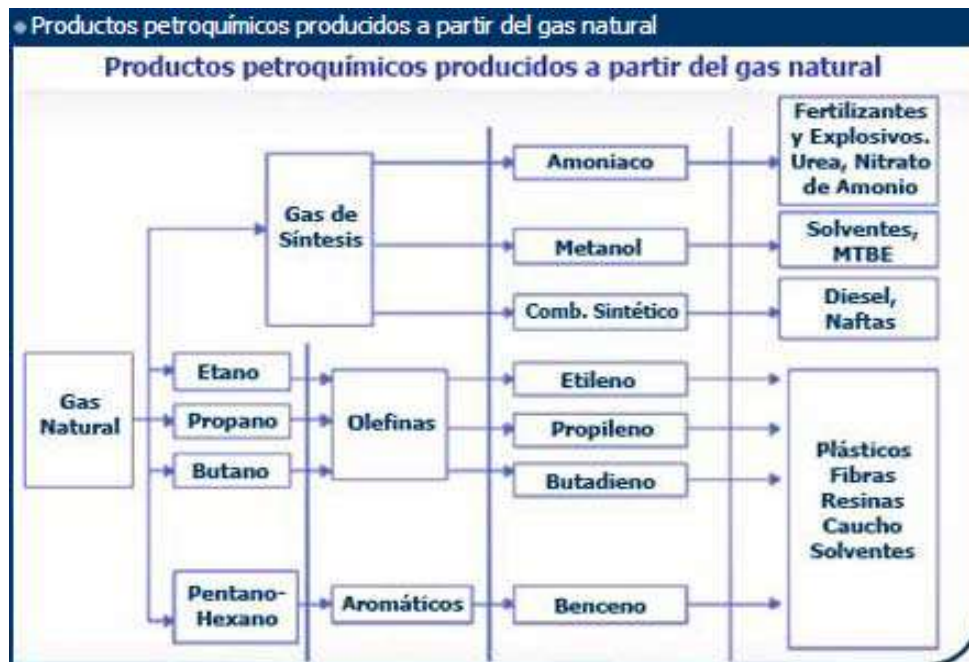 Productos petroquímicos producidos a partir del gas natural
Productos petroquímicos producidos a partir del gas natural
Fertilizantes
y Explosivos.
Urea, Nitrato
de Amonio
Amoniaco
Gas de
Síntesis
Metanol
Solventes,
MTBE
Comb. Sintético
Diesel,
Naftas
Gas
Natural
Etano
Propano
Butano
Olefinas
Etileno
Propileno
Butadieno
Plásticos
Fibras
Resinas
Caucho
Solventes
Pentano-
Hexano
Aromáticos
Benceno